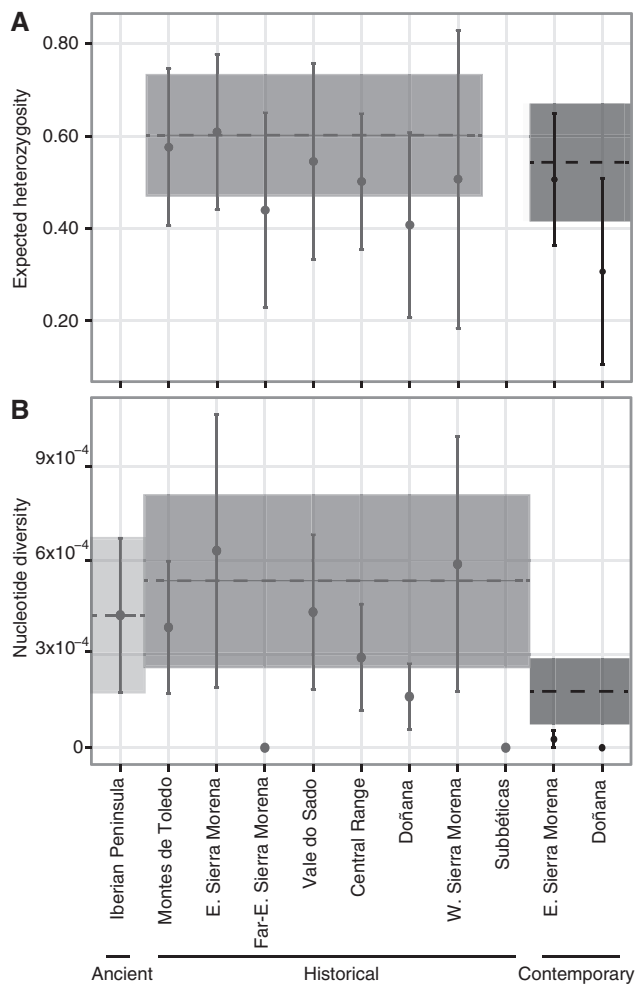 A
Expected heterozygosity
0.80
0.60
0.40
0.20
B
Nucleotide diversity
9x10⁻⁴
6x10⁻⁴
3x10⁻⁴
0
Iberian Peninsula
Montes de Toledo
E. Sierra Morena
Far-E. Sierra Morena
Vale do Sado
Central Range
Doñana
W. Sierra Morena
Subbéticas
E. Sierra Morena
Doñana
Ancient
Historical
Contemporary